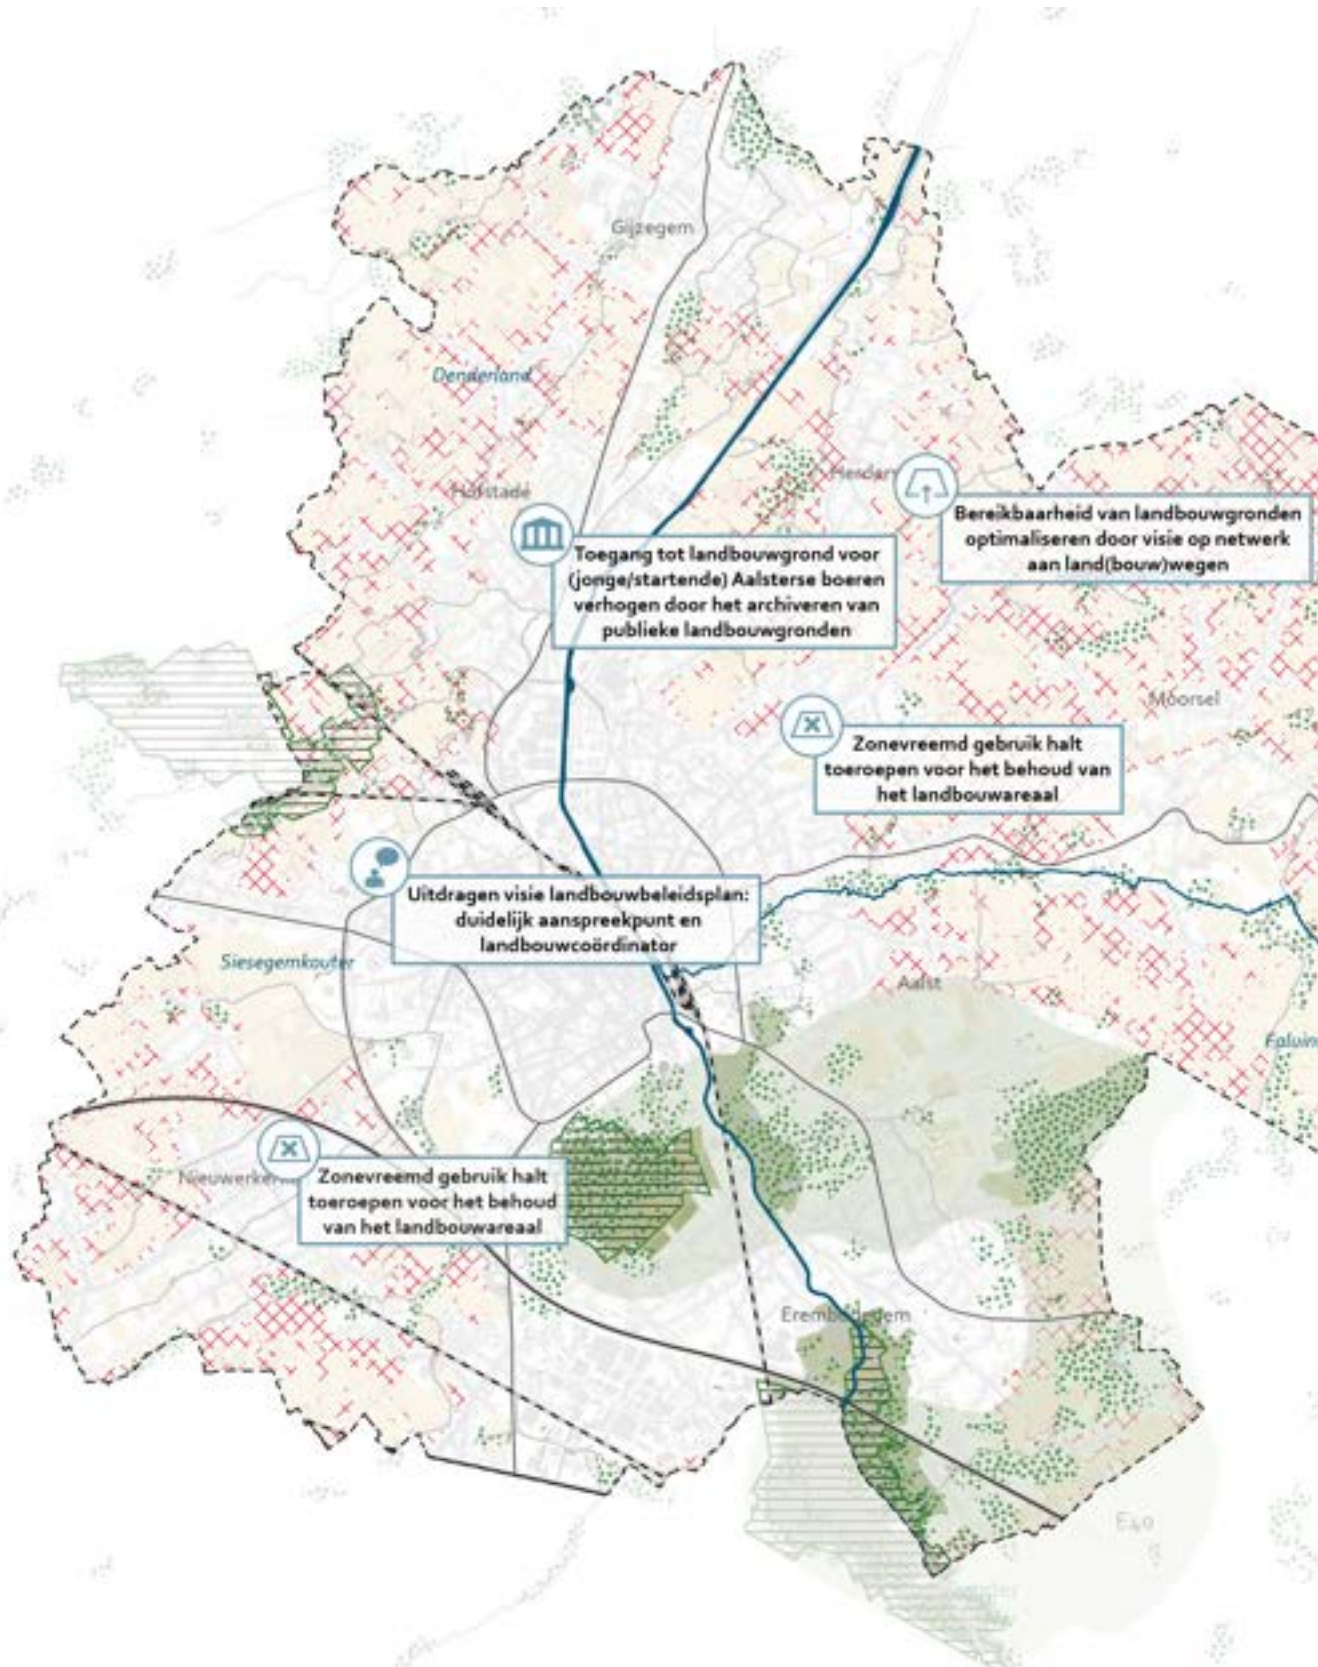 Gijzegem
Denderland
Hofstade
Bereikbaarheid van landbouwgronden
optimaliseren door visie op netwerk
aan land(bouw)wegen
Toegang tot landbouwgrond voor
(jonge/startende) Aalsterse boeren
verhogen door het archiveren van
publieke landbouwgronden
Moorsel
Zonevreemd gebruik halt
toeroepen voor het behoud van
het landbouwareaal
Uitdragen visie landbouwbeleidsplan:
duidelijk aanspreekpunt en
landbouwcoördinator
Siesegemkouter
Aalst
Faluin
Zonevreemd gebruik halt
toeroepen voor het behoud
van het landbouwareaal
Nieuwerker
Erembodegem
E40